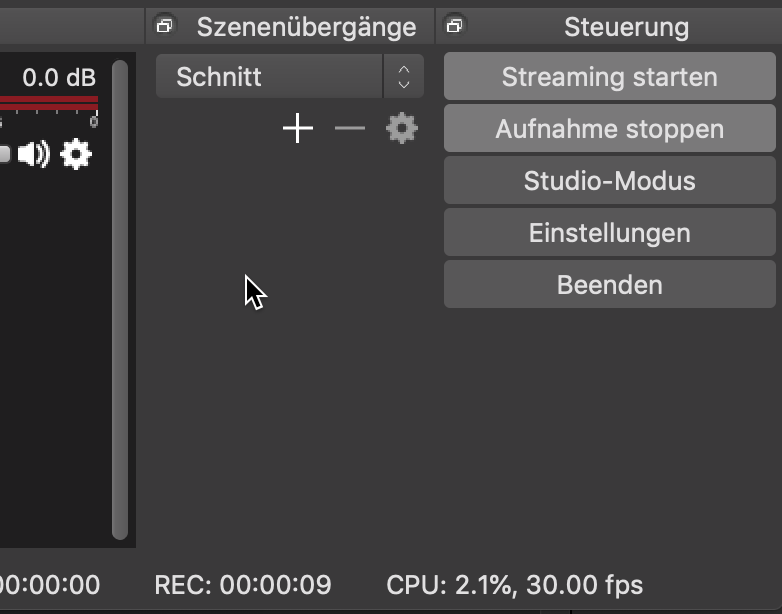 Szenenübergänge
Steuerung
0.0 dB
Schnitt
Streaming starten
0
Aufnahme stoppen
Studio-Modus
Einstellungen
Beenden
00:00:00
REC: 00:00:09
CPU: 2.1%, 30.00 fps